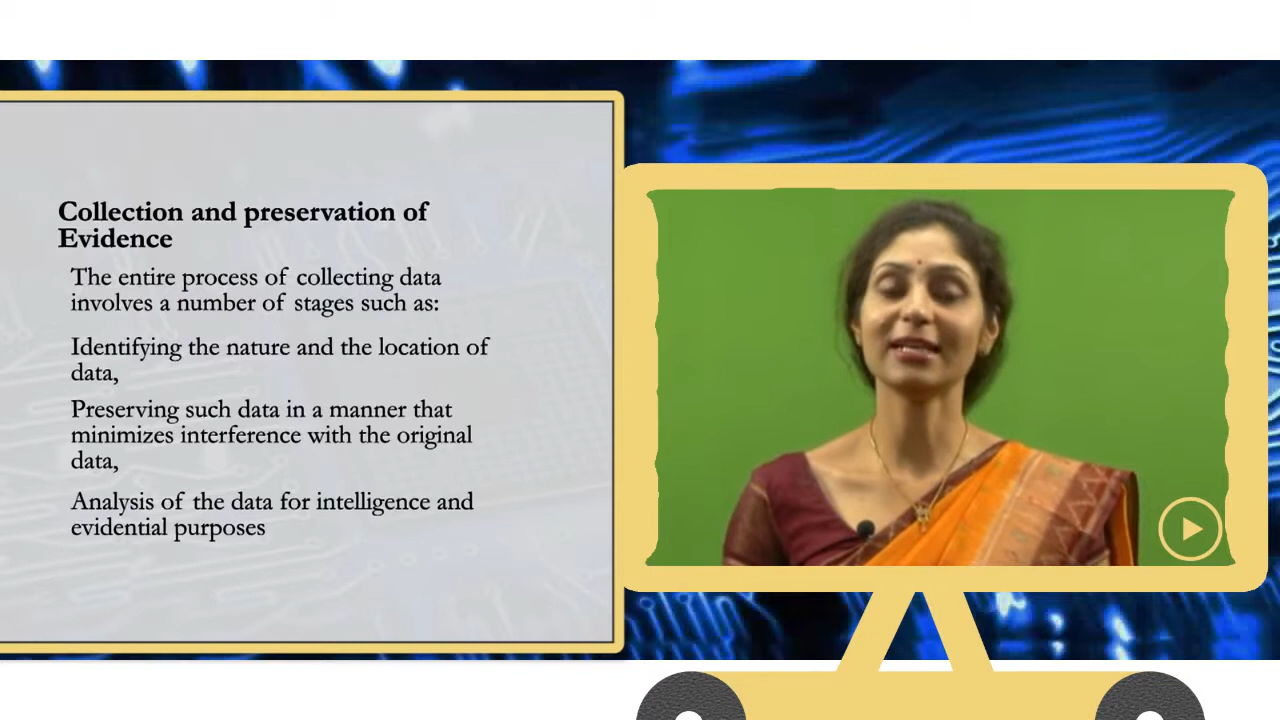 Collection and preservation of
Evidence
The entire process of collecting data
involves a number of stages such as:
Identifying the nature and the location of
data,
Preserving such data in a manner that
minimizes interference with the original
data,
Analysis of the data for intelligence and
evidential purposes